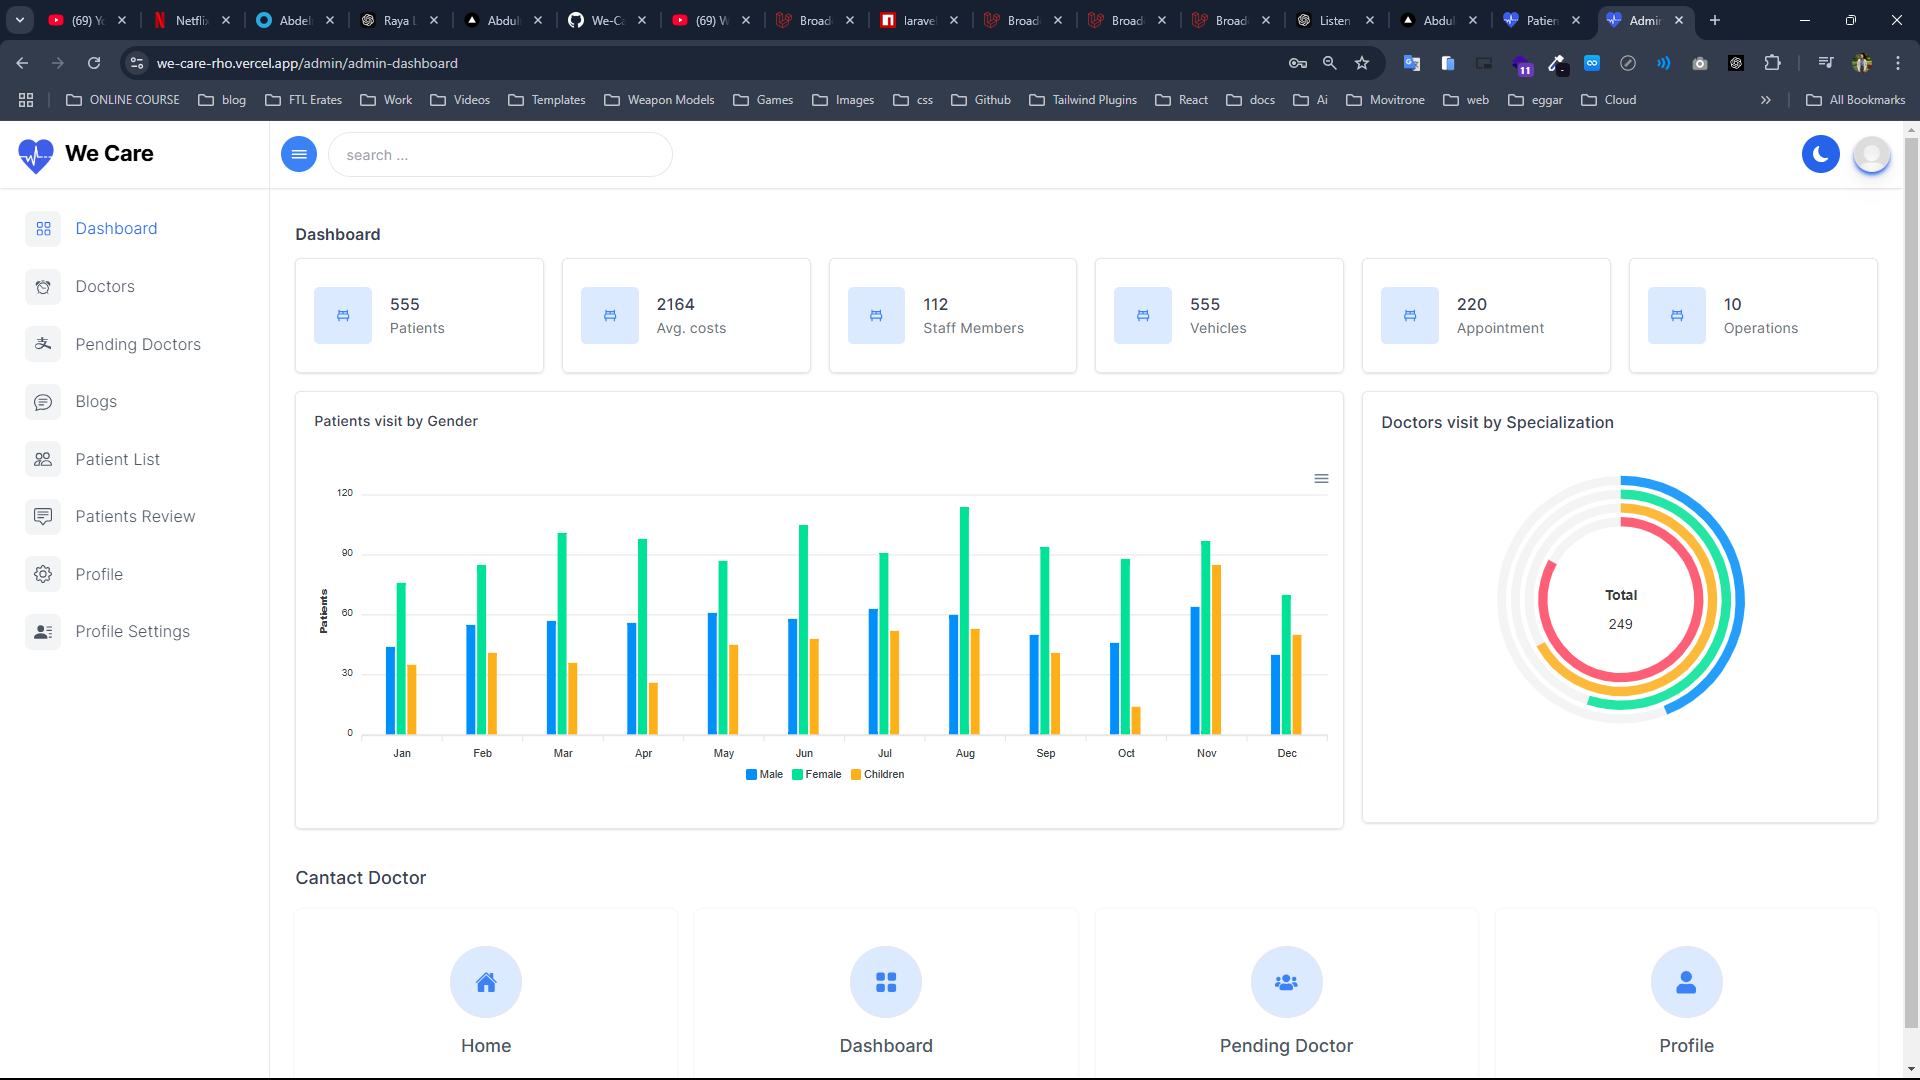 (69) Yo
Netflix
Abdel
Raya L
Abdul
We-Ca
(69) W
Broad
laravel
Broad
Broad
Broad
Listen
Abdul
Patien
Admin
we-care-rho.vercel.app/admin/admin-dashboard
11
ONLINE COURSE
blog
FTL Erates
Work
Videos
Templates
Weapon Models
Games
Images
css
Github
Tailwind Plugins
React
docs
Ai
Movitrone
web
eggar
Cloud
All Bookmarks
We Care
search ...
Dashboard
Doctors
Pending Doctors
Blogs
Patient List
Patients Review
Profile
Profile Settings
Dashboard
555
Patients
2164
Avg. costs
112
Staff Members
555
Vehicles
220
Appointment
10
Operations
Patients visit by Gender
120
90
60
30
0
Patients
Jan
Feb
Mar
Apr
May
Jun
Jul
Aug
Sep
Oct
Nov
Dec
Male
Female
Children
Doctors visit by Specialization
Total
249
Cantact Doctor
Home
Dashboard
Pending Doctor
Profile